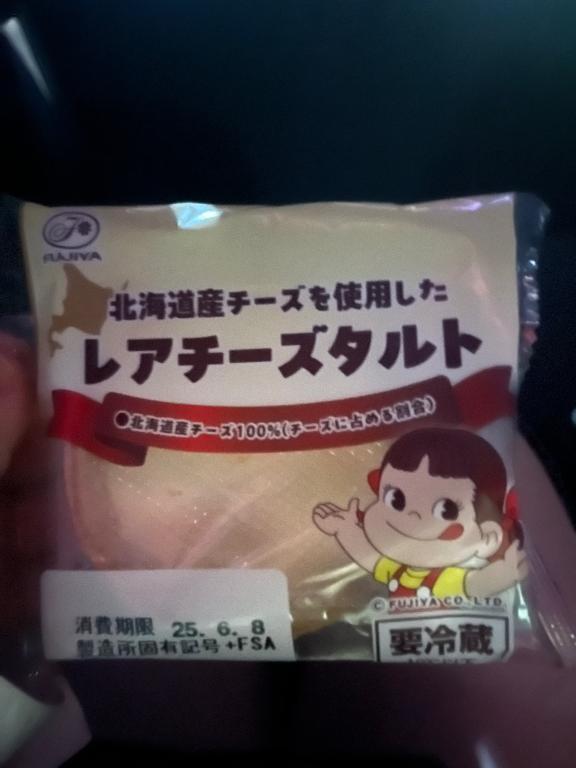 FUJIYA
北海道産チーズを使用した
レアチーズタルト
●北海道産チーズ100%(チーズに占める割合)
© FUJIYA CO., LTD.
消費期限 25. 6. 8
製造所固有記号 +FSA
要冷蔵